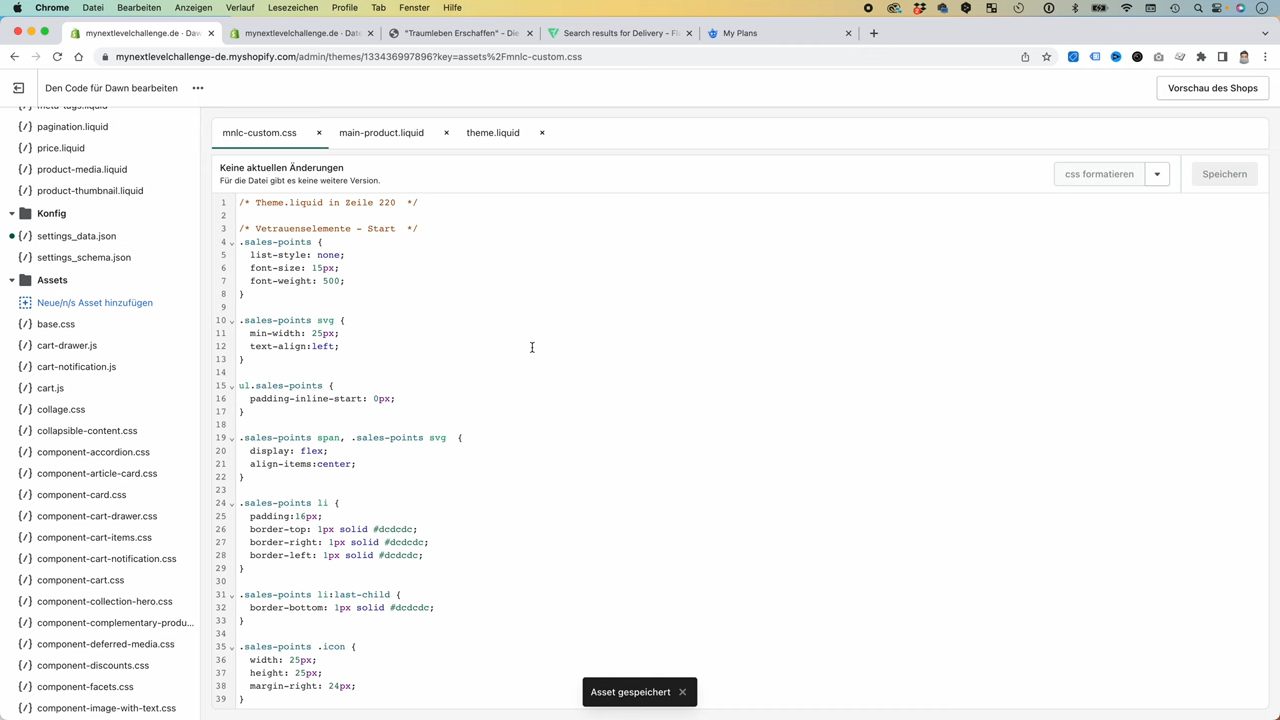 Chrome Datei Bearbeiten Anzeigen Verlauf Lesezeichen Profile Tab Fenster Hilfe
mynextlevelchallenge.de - Daw
mynextlevelchallenge.de - Date
"Traumleben Erschaffen" - Die
Search results for Delivery - Fl
My Plans
mynextlevelchallenge-de.myshopify.com/admin/themes/133436997896?key=assets%2Fmnlc-custom.css
Den Code für Dawn bearbeiten
Vorschau des Shops
meta-tags.liquid
pagination.liquid
price.liquid
product-media.liquid
product-thumbnail.liquid
Konfig
settings_data.json
settings_schema.json
Assets
Neue/n/s Asset hinzufügen
base.css
cart-drawer.js
cart-notification.js
cart.js
collage.css
collapsible-content.css
component-accordion.css
component-article-card.css
component-card.css
component-cart-drawer.css
component-cart-items.css
component-cart-notification.css
component-cart.css
component-collection-hero.css
component-complementary-produ...
component-deferred-media.css
component-discounts.css
component-facets.css
component-image-with-text.css
mnlc-custom.css
main-product.liquid
theme.liquid
Keine aktuellen Änderungen
Für die Datei gibt es keine weitere Version.
css formatieren
Speichern
1 /* Theme.liquid in Zeile 220 */
2
3 /* Vetrauenselemente - Start */
4 .sales-points {
5 list-style: none;
6 font-size: 15px;
7 font-weight: 500;
8 }
9
10 .sales-points svg {
11 min-width: 25px;
12 text-align:left;
13 }
14
15 ul.sales-points {
16 padding-inline-start: 0px;
17 }
18
19 .sales-points span, .sales-points svg {
20 display: flex;
21 align-items:center;
22 }
23
24 .sales-points li {
25 padding:16px;
26 border-top: 1px solid #dcdcdc;
27 border-right: 1px solid #dcdcdc;
28 border-left: 1px solid #dcdcdc;
29 }
30
31 .sales-points li:last-child {
32 border-bottom: 1px solid #dcdcdc;
33 }
34
35 .sales-points .icon {
36 width: 25px;
37 height: 25px;
38 margin-right: 24px;
39 }
Asset gespeichert